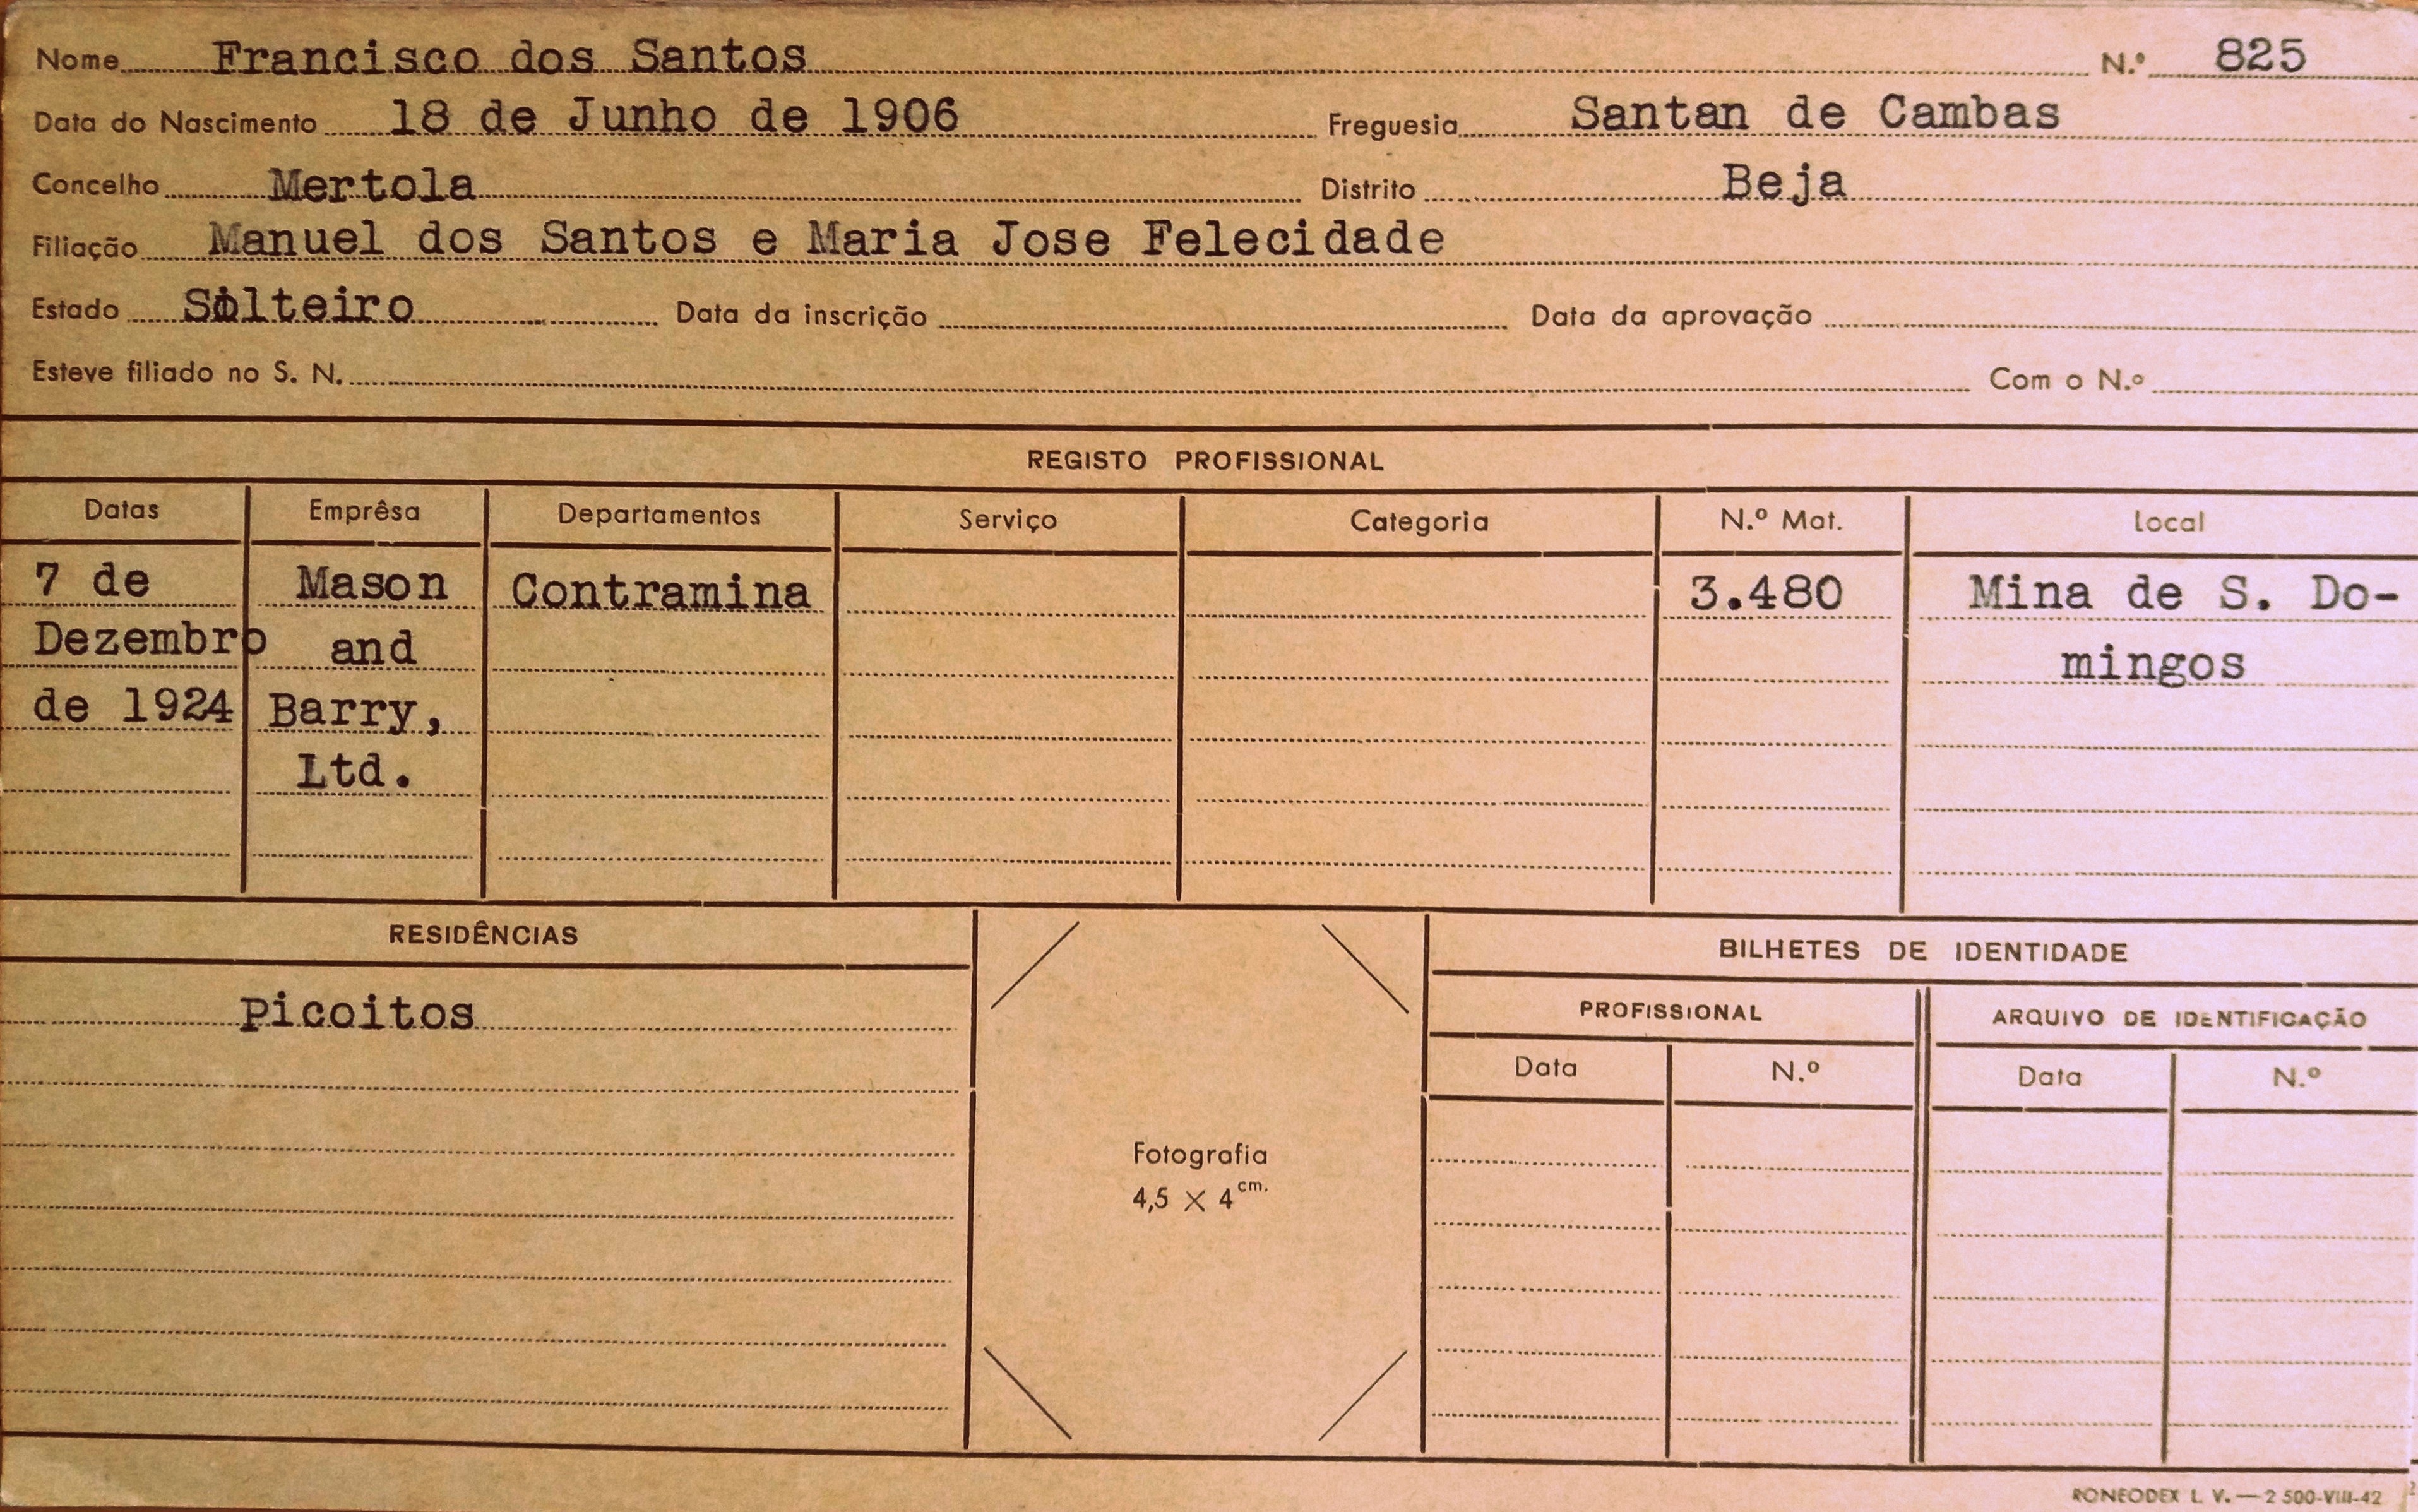 Nome Francisco dos Santos N.º 825
Data do Nascimento 18 de Junho de 1906 Freguesia Santan de Cambas
Concelho Mertola Distrito Beja
Filiação Manuel dos Santos e Maria Jose Felecidade
Estado Solteiro Data da inscrição Data da aprovação
Esteve filiado no S. N. Com o N.º
REGISTO PROFISSIONAL
Datas Emprêsa Departamentos Serviço Categoria N.º Mat. Local
7 de Mason Contramina 3.480 Mina de S. Do-
Dezembro and mingos
de 1924 Barry,
Ltd.
RESIDÊNCIAS BILHETES DE IDENTIDADE
Picoitos PROFISSIONAL ARQUIVO DE IDENTIFICAÇÃO
Data N.º Data N.º
Fotografia
4,5 × 4 cm.
RONEODEX L. V. — 2 500-VIII-42